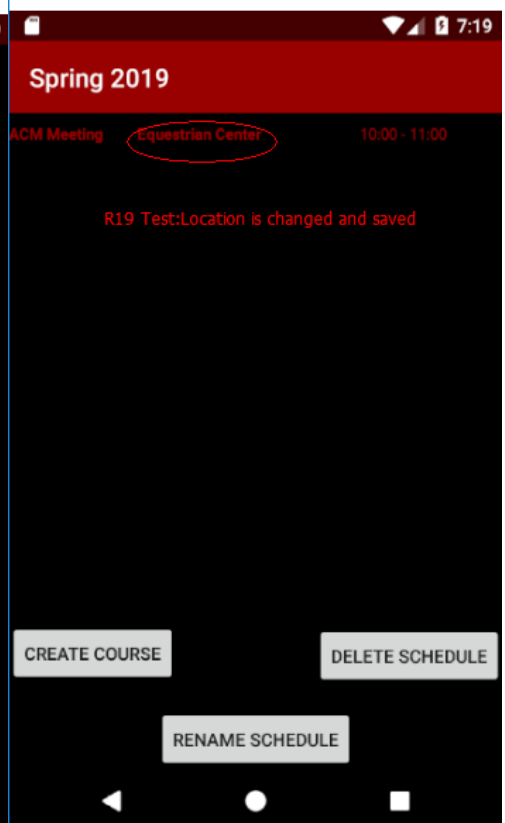 7:19
Spring 2019
ACM Meeting Equestrian Center 10:00 - 11:00
R19 Test:Location is changed and saved
CREATE COURSE DELETE SCHEDULE
RENAME SCHEDULE